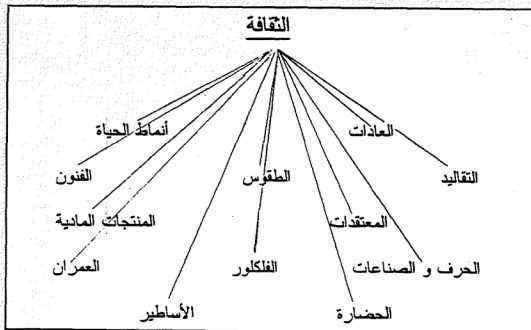 الثقافة
العادات
أنماط الحياة
التقاليد
الطقوس
الفنون
المعتقدات
المنتجات المادية
الحرف و الصناعات
الفلكلور
العمران
الحضارة
الأساطير